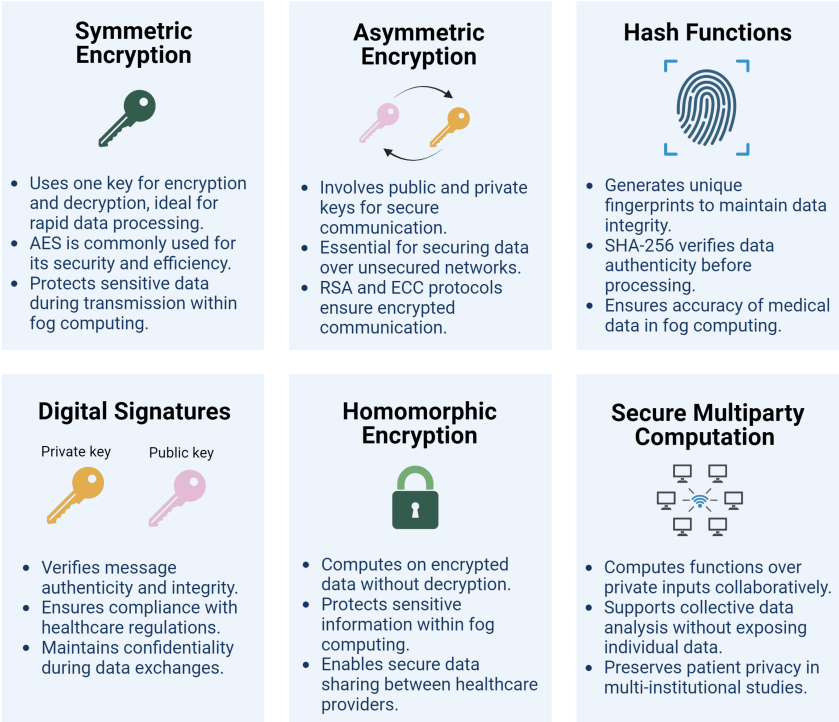 Symmetric
Encryption
• Uses one key for encryption
and decryption, ideal for
rapid data processing.
• AES is commonly used for
its security and efficiency.
• Protects sensitive data
during transmission within
fog computing.
Asymmetric
Encryption
• Involves public and private
keys for secure
communication.
• Essential for securing data
over unsecured networks.
• RSA and ECC protocols
ensure encrypted
communication.
Hash Functions
• Generates unique
fingerprints to maintain data
integrity.
• SHA-256 verifies data
authenticity before
processing.
• Ensures accuracy of medical
data in fog computing.
Digital Signatures
Private key
Public key
• Verifies message
authenticity and integrity.
• Ensures compliance with
healthcare regulations.
• Maintains confidentiality
during data exchanges.
Homomorphic
Encryption
• Computes on encrypted
data without decryption.
• Protects sensitive
information within fog
computing.
• Enables secure data
sharing between healthcare
providers.
Secure Multiparty
Computation
• Computes functions over
private inputs collaboratively.
• Supports collective data
analysis without exposing
individual data.
• Preserves patient privacy in
multi-institutional studies.